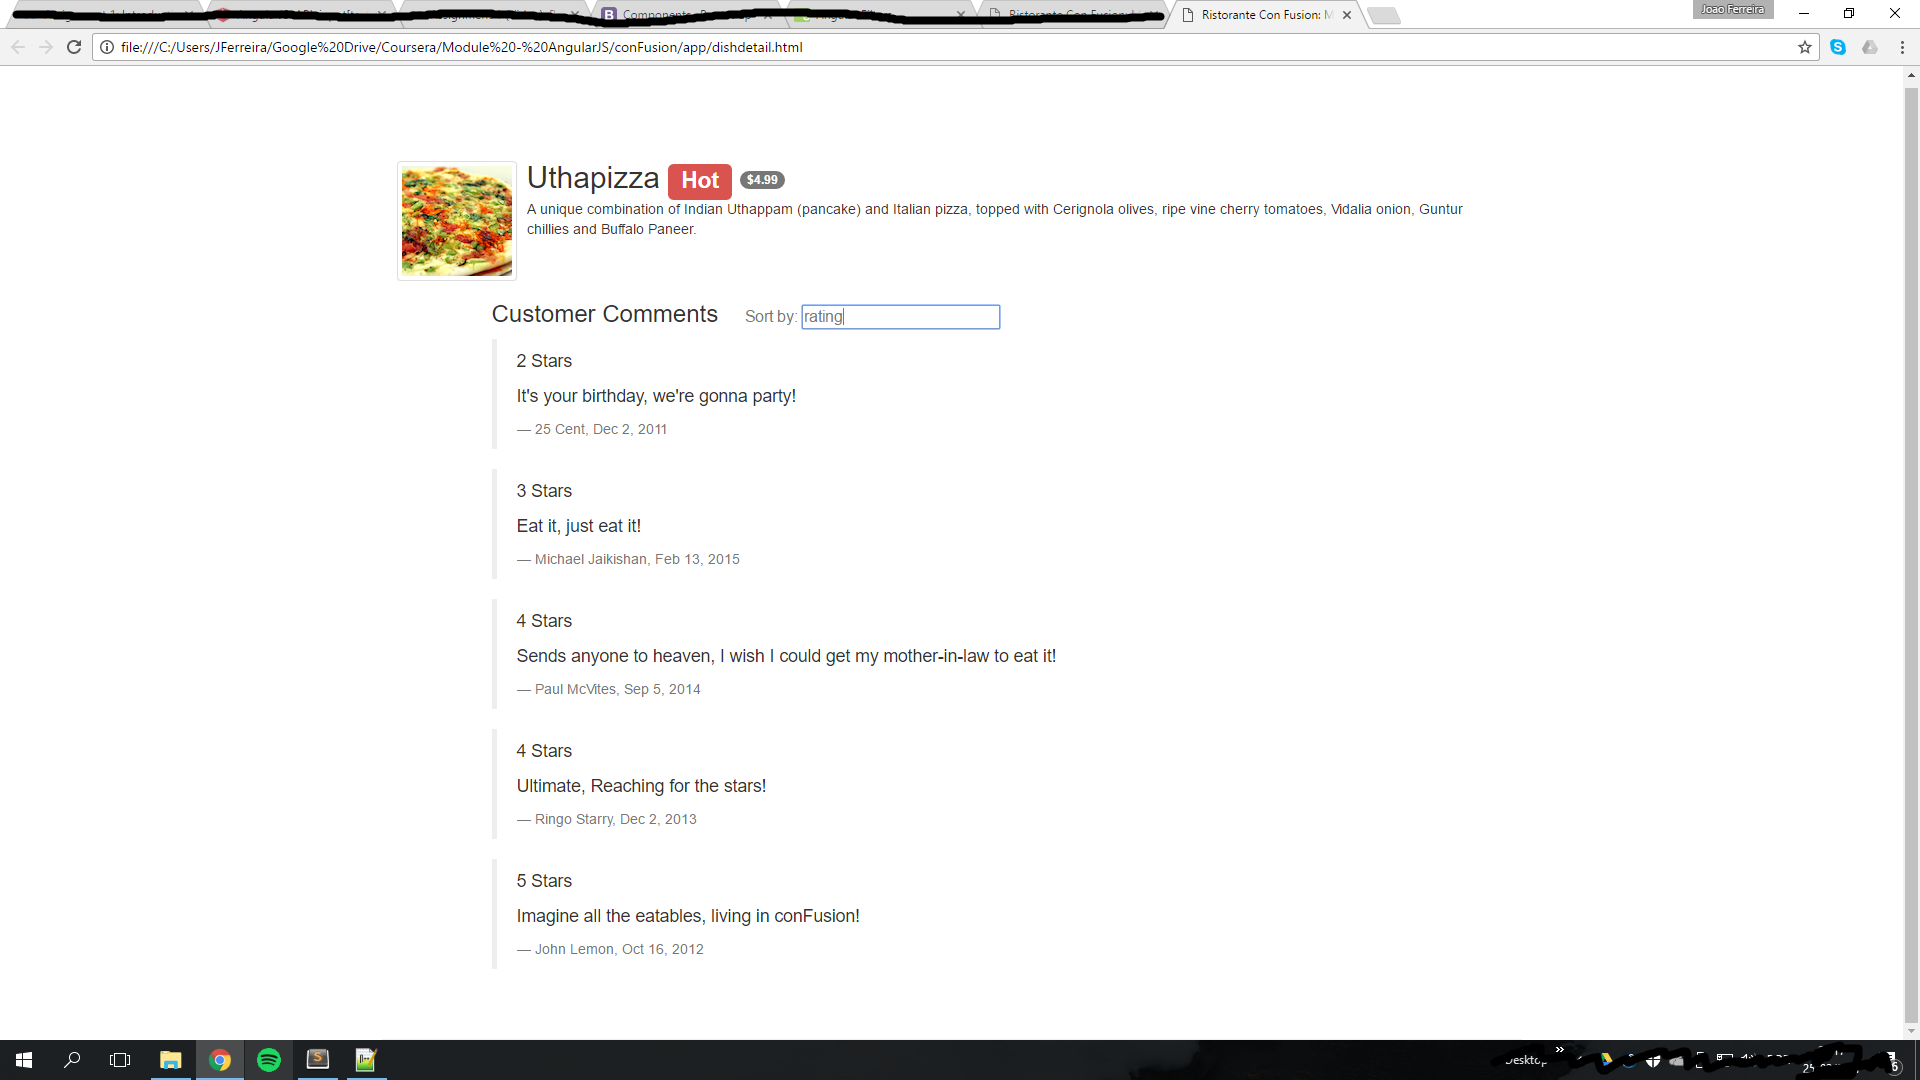 Ristorante Con Fusion: M
Joao Ferreira
file:///C:/Users/JFerreira/Google%20Drive/Coursera/Module%20-%20AngularJS/conFusion/app/dishdetail.html
Uthapizza Hot $4.99
A unique combination of Indian Uthappam (pancake) and Italian pizza, topped with Cerignola olives, ripe vine cherry tomatoes, Vidalia onion, Guntur
chillies and Buffalo Paneer.
Customer Comments Sort by: rating
2 Stars
It's your birthday, we're gonna party!
— 25 Cent, Dec 2, 2011
3 Stars
Eat it, just eat it!
— Michael Jaikishan, Feb 13, 2015
4 Stars
Sends anyone to heaven, I wish I could get my mother-in-law to eat it!
— Paul McVites, Sep 5, 2014
4 Stars
Ultimate, Reaching for the stars!
— Ringo Starry, Dec 2, 2013
5 Stars
Imagine all the eatables, living in conFusion!
— John Lemon, Oct 16, 2012